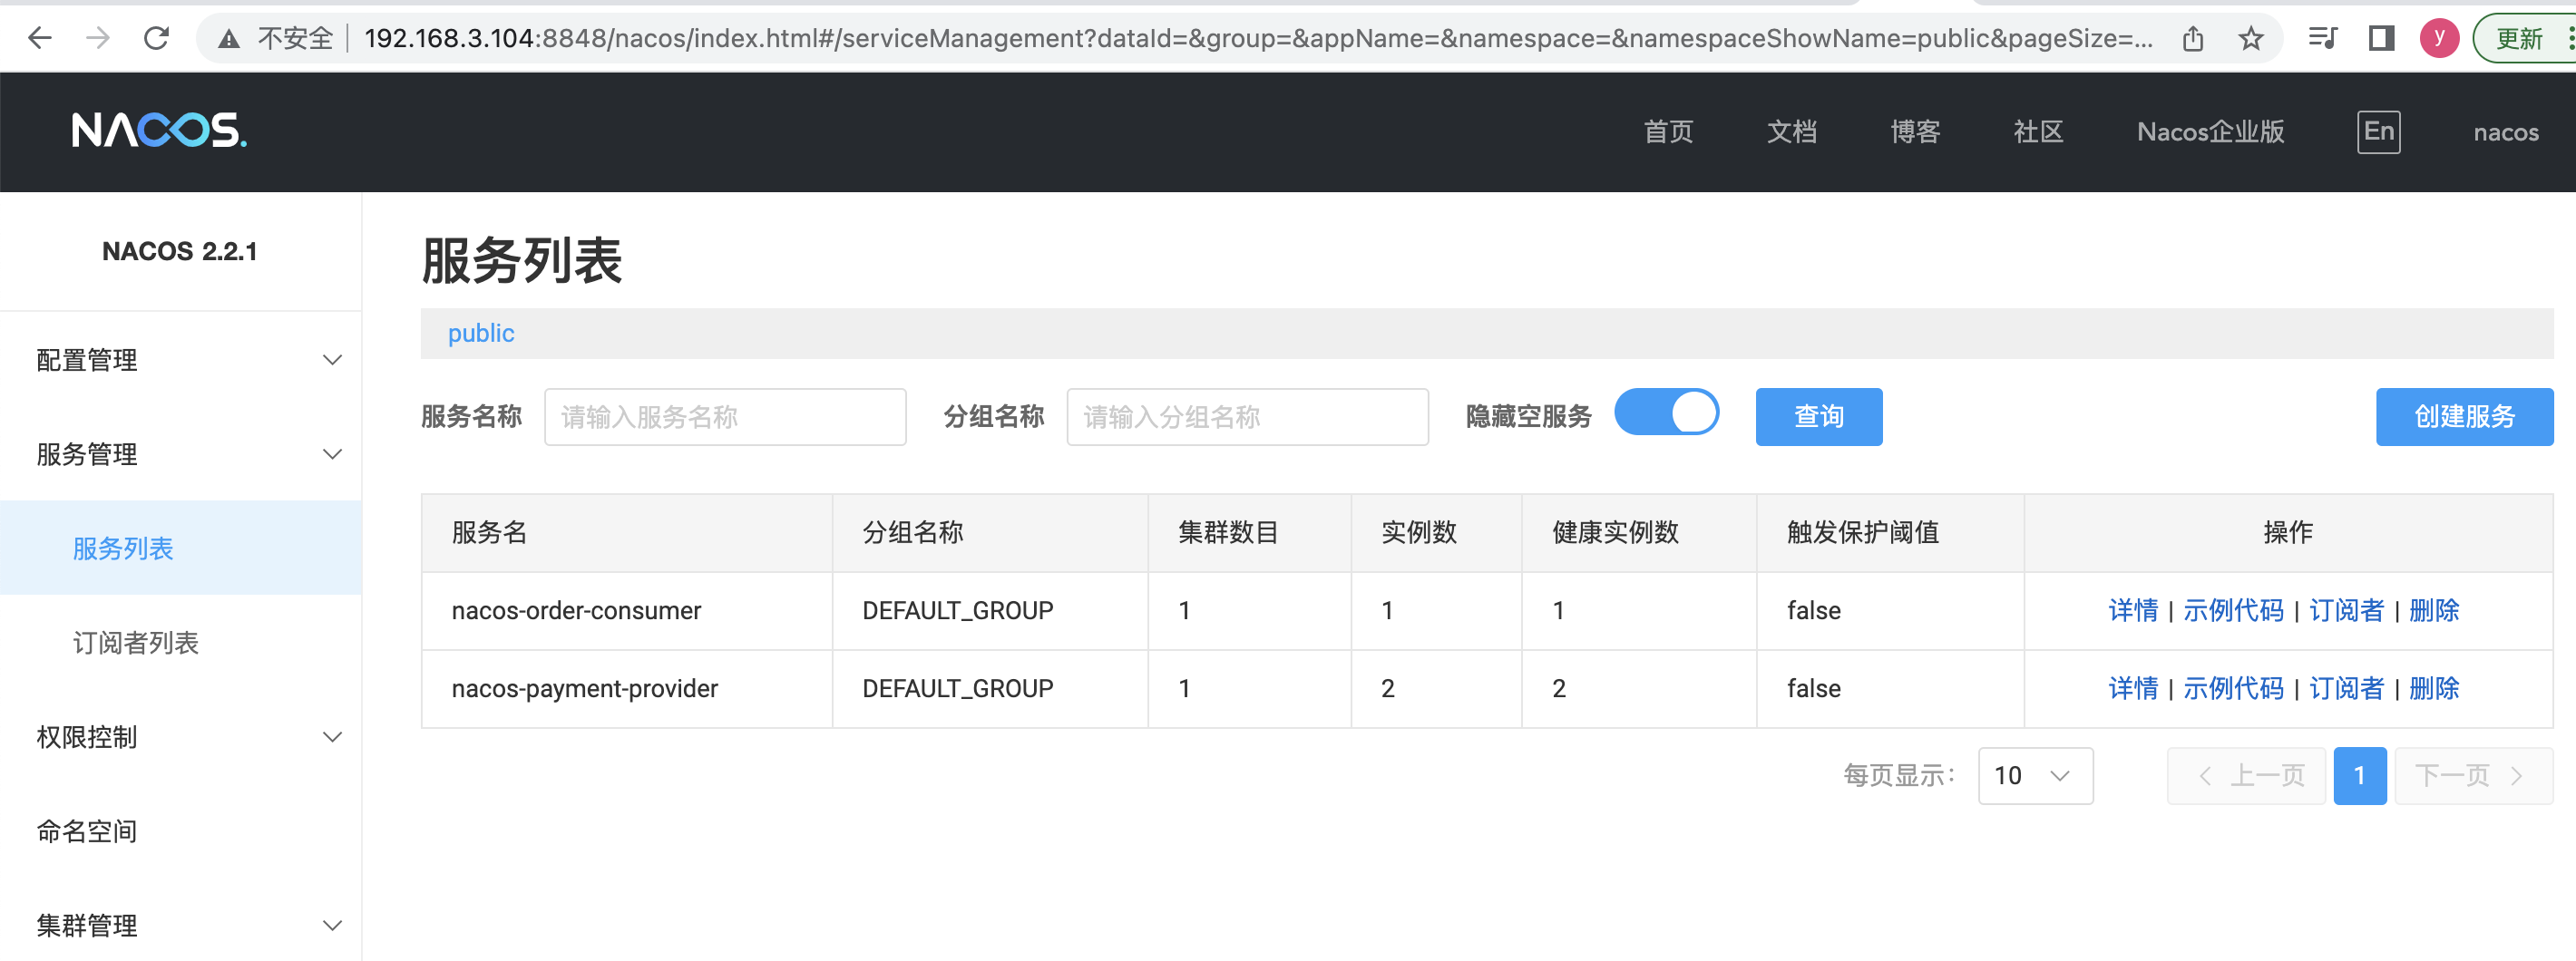 不安全 192.168.3.104:8848/nacos/index.html#/serviceManagement?dataId=&group=&appName=&namespace=&namespaceShowName=public&pageSize=... y 更新
NACOS. 首页 文档 博客 社区 Nacos企业版 En nacos
NACOS 2.2.1
配置管理
服务管理
服务列表
订阅者列表
权限控制
命名空间
集群管理
服务列表
public
服务名称 请输入服务名称 分组名称 请输入分组名称 隐藏空服务 查询 创建服务
服务名 分组名称 集群数目 实例数 健康实例数 触发保护阈值 操作
nacos-order-consumer DEFAULT_GROUP 1 1 1 false 详情 | 示例代码 | 订阅者 | 删除
nacos-payment-provider DEFAULT_GROUP 1 2 2 false 详情 | 示例代码 | 订阅者 | 删除
每页显示: 10 上一页 1 下一页